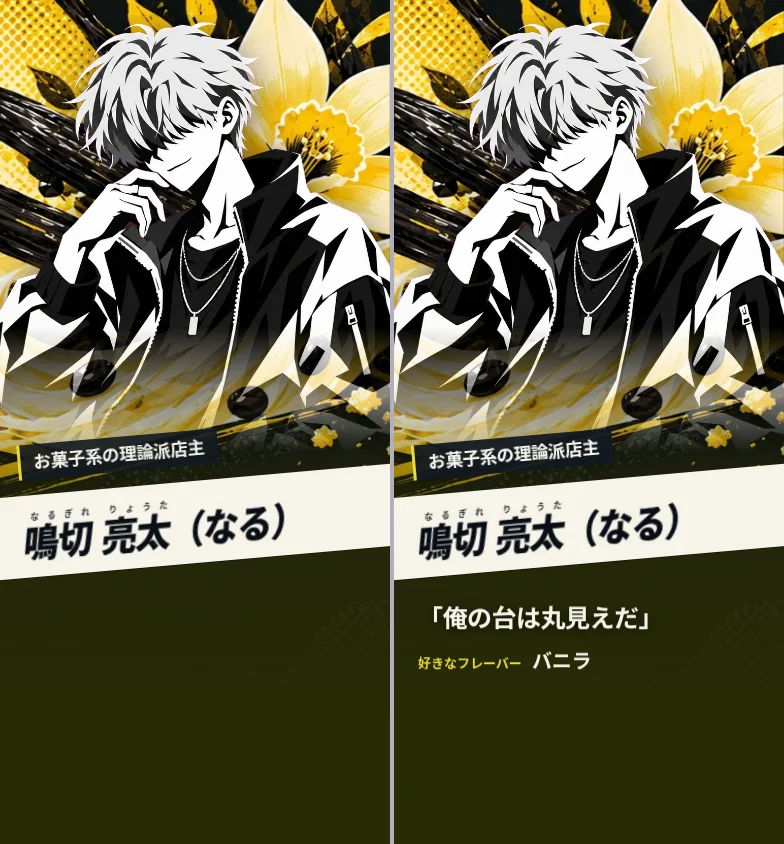 お菓子系の理論派店主
なるぎれ りょうた
鳴切 亮太（なる）
お菓子系の理論派店主
なるぎれ りょうた
鳴切 亮太（なる）
「俺の台は丸見えだ」
好きなフレーバー バニラ